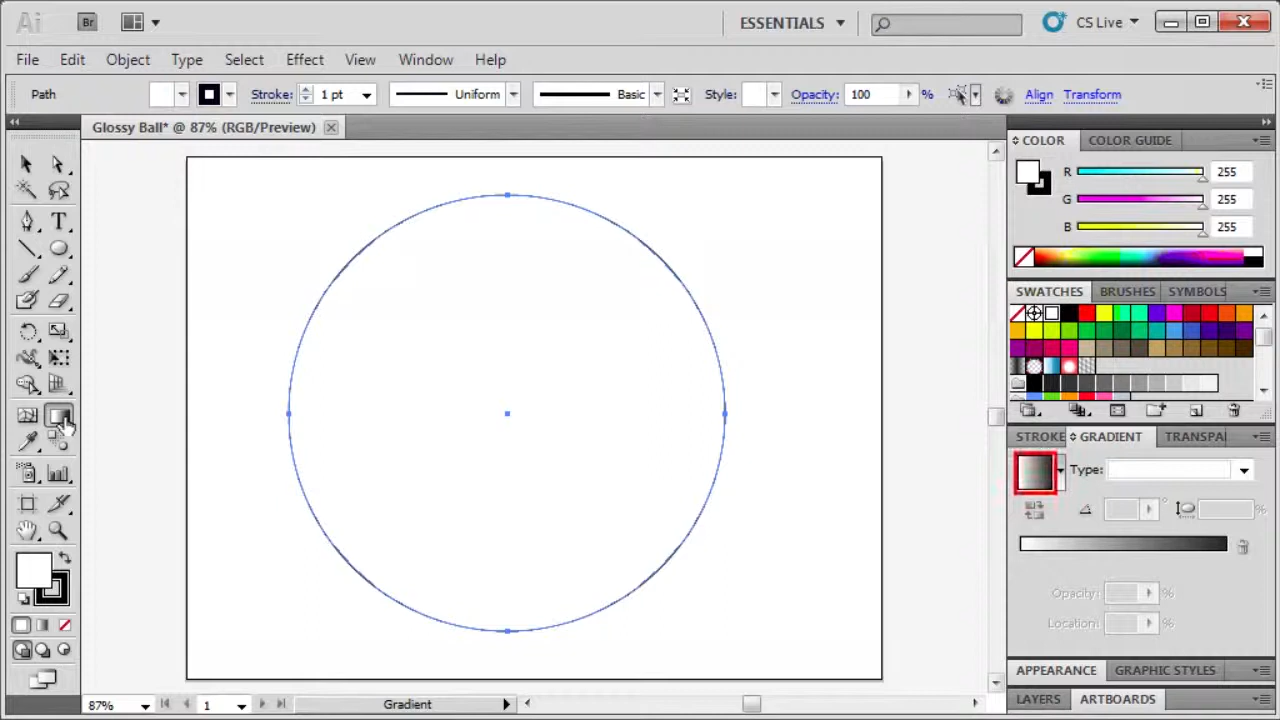 Ai Br ESSENTIALS CS Live
File Edit Object Type Select Effect View Window Help
Path Stroke: 1 pt Uniform Basic Style: Opacity: 100 % Align Transform
Glossy Ball* @ 87% (RGB/Preview)
COLOR COLOR GUIDE
R 255
G 255
B 255
SWATCHES BRUSHES SYMBOLS
STROKE GRADIENT TRANSPA
Type:
° %
Opacity: %
Location: %
APPEARANCE GRAPHIC STYLES
LAYERS ARTBOARDS
87% 1 Gradient